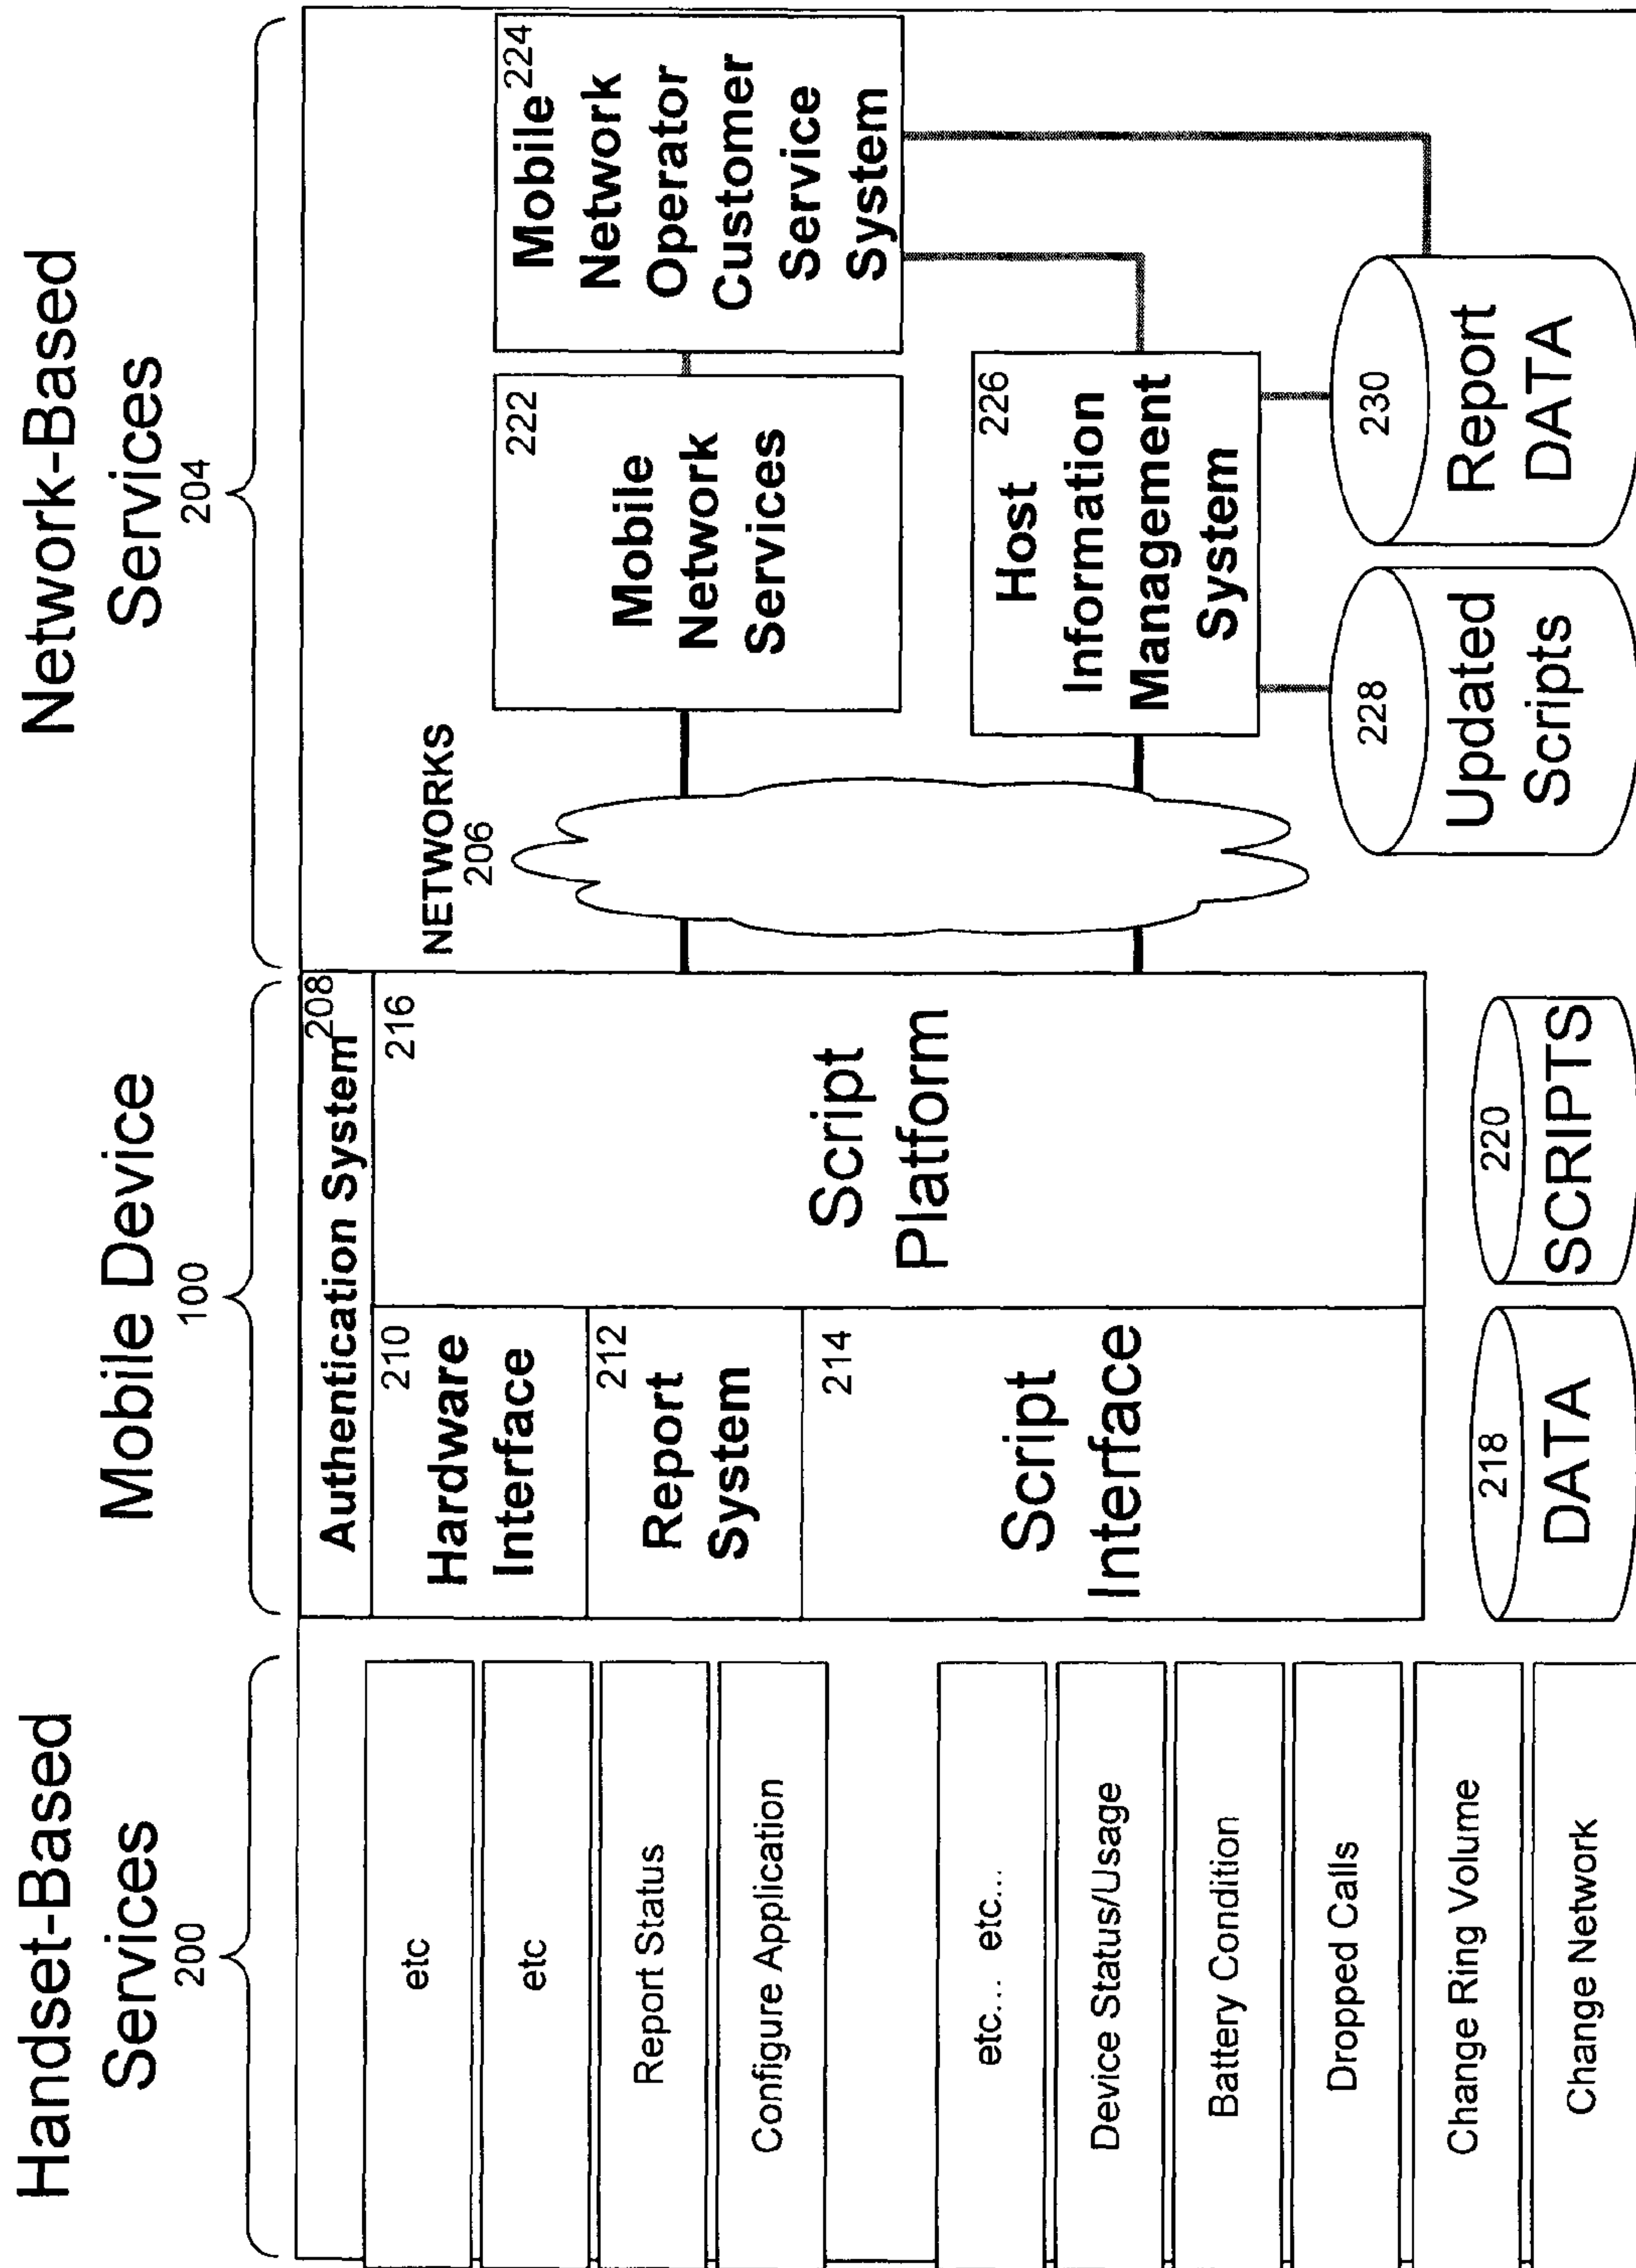 Handset-Based
Services
200
etc
etc
Report Status
Configure Application
etc... etc...
Device Status/Usage
Battery Condition
Dropped Calls
Change Ring Volume
Change Network
Mobile Device
100
Authentication System
208
210
Hardware
Interface
212
Report
System
214
Script
Interface
216
Script
Platform
218
DATA
220
SCRIPTS
Network-Based
Services
204
NETWORKS
206
222
Mobile
Network
Services
224
Mobile
Network
Operator
Customer
Service
System
226
Host
Information
Management
System
228
Updated
Scripts
230
Report
DATA